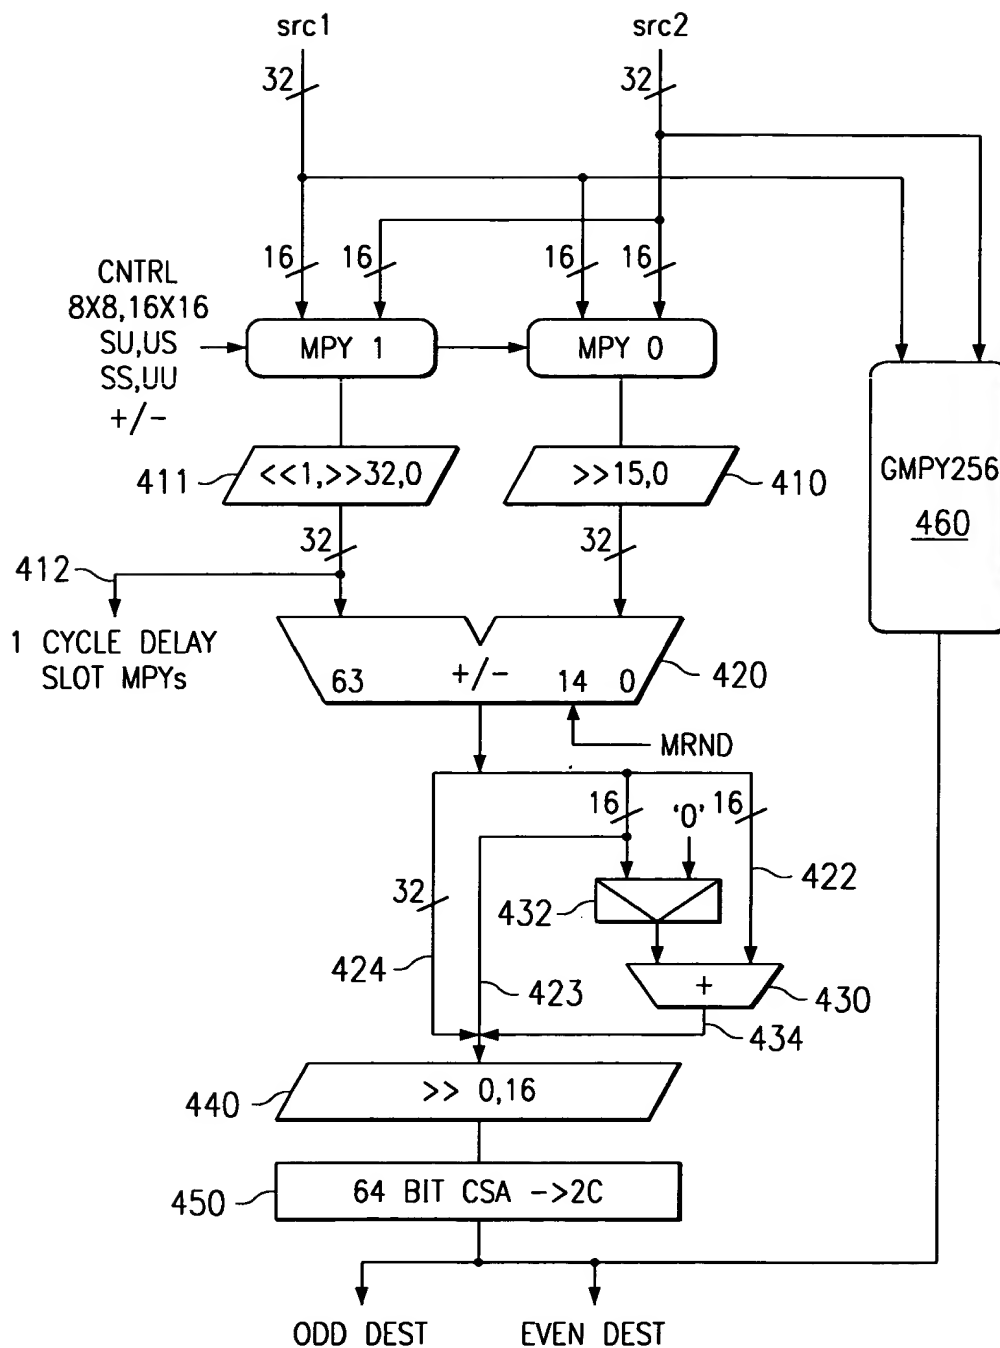 src1
src2
32
32
16
16
16
16
CNTRL
8X8,16X16
SU,US
SS,UU
+/-
MPY 1
MPY 0
GMPY256
460
411
<<1,>>32,0
>>15,0
410
32
32
412
1 CYCLE DELAY
SLOT MPYs
63
+/-
14
0
420
MRND
16
'0'
16
32
432
422
424
423
+
430
434
440
>> 0,16
450
64 BIT CSA ->2C
ODD DEST
EVEN DEST